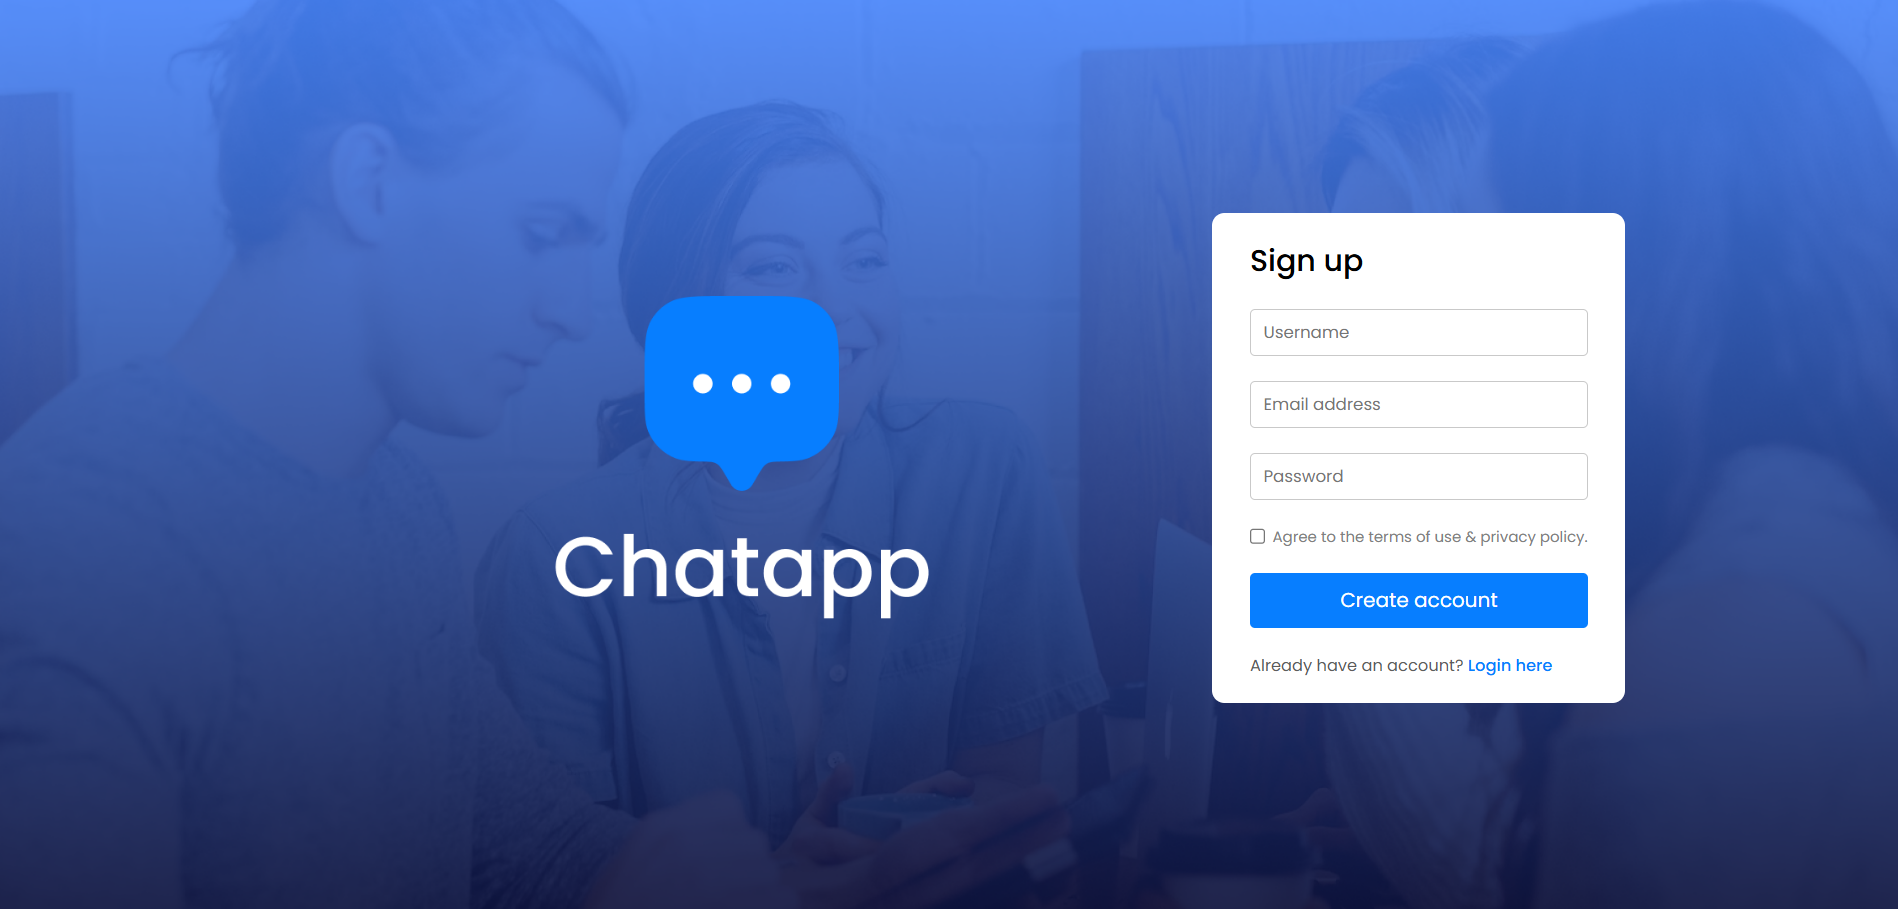 Chatapp
Sign up
Username
Email address
Password
Agree to the terms of use & privacy policy.
Create account
Already have an account? Login here